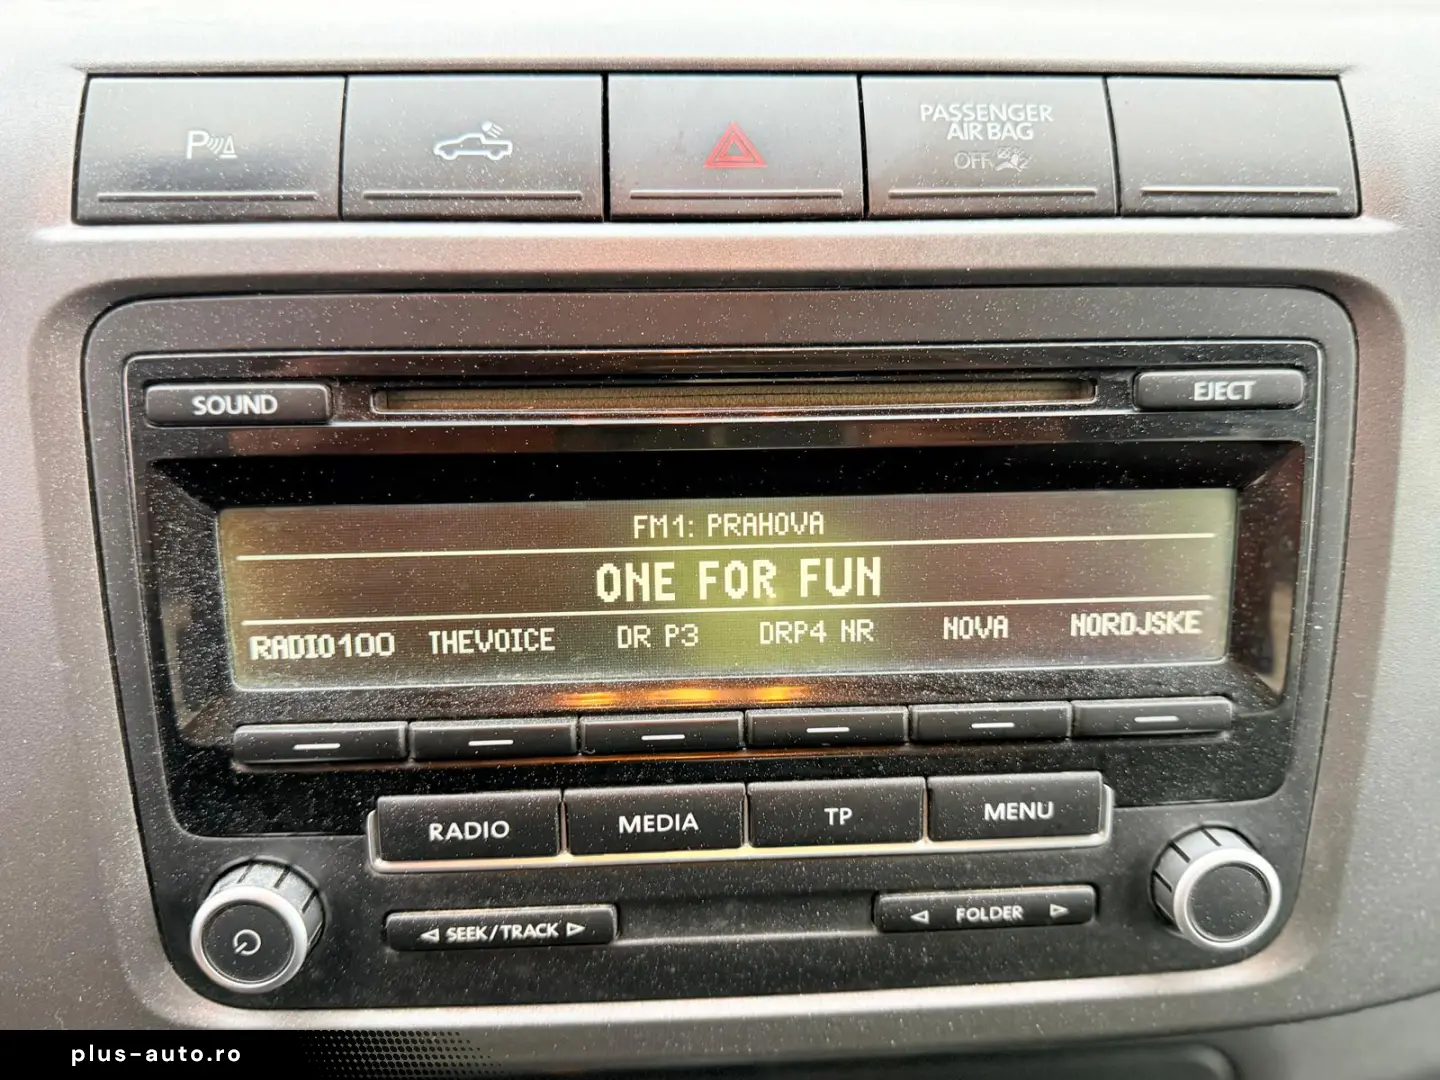 P
PASSENGER
AIR BAG
OFF
SOUND
EJECT
FM1: PRAHOVA
ONE FOR FUN
RADIO100 THEVOICE DR P3 DRP4 NR NOVA NORDJSKE
RADIO MEDIA TP MENU
SEEK/TRACK
FOLDER
plus-auto.ro